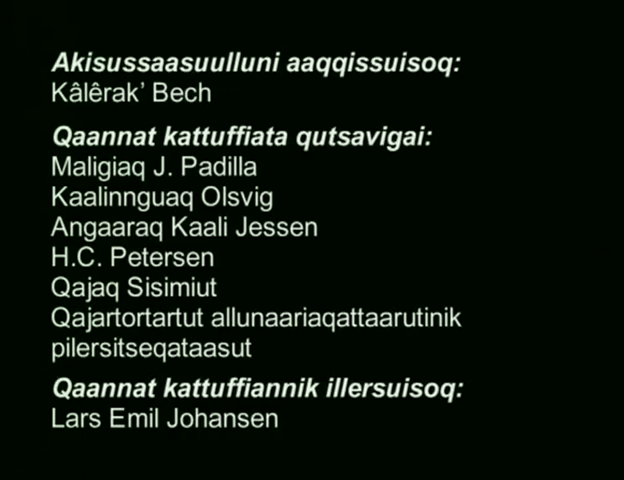 Akisussaasuulluni aaqqissuisoq:
Kâlêrak’ Bech
Qaannat kattuffiata qutsavigai:
Maligiaq J. Padilla
Kaalinnguaq Olsvig
Angaaraq Kaali Jessen
H.C. Petersen
Qajaq Sisimiut
Qajartortartut allunaariaqattaarutinik
pilersitseqataasut
Qaannat kattuffiannik illersuisoq:
Lars Emil Johansen